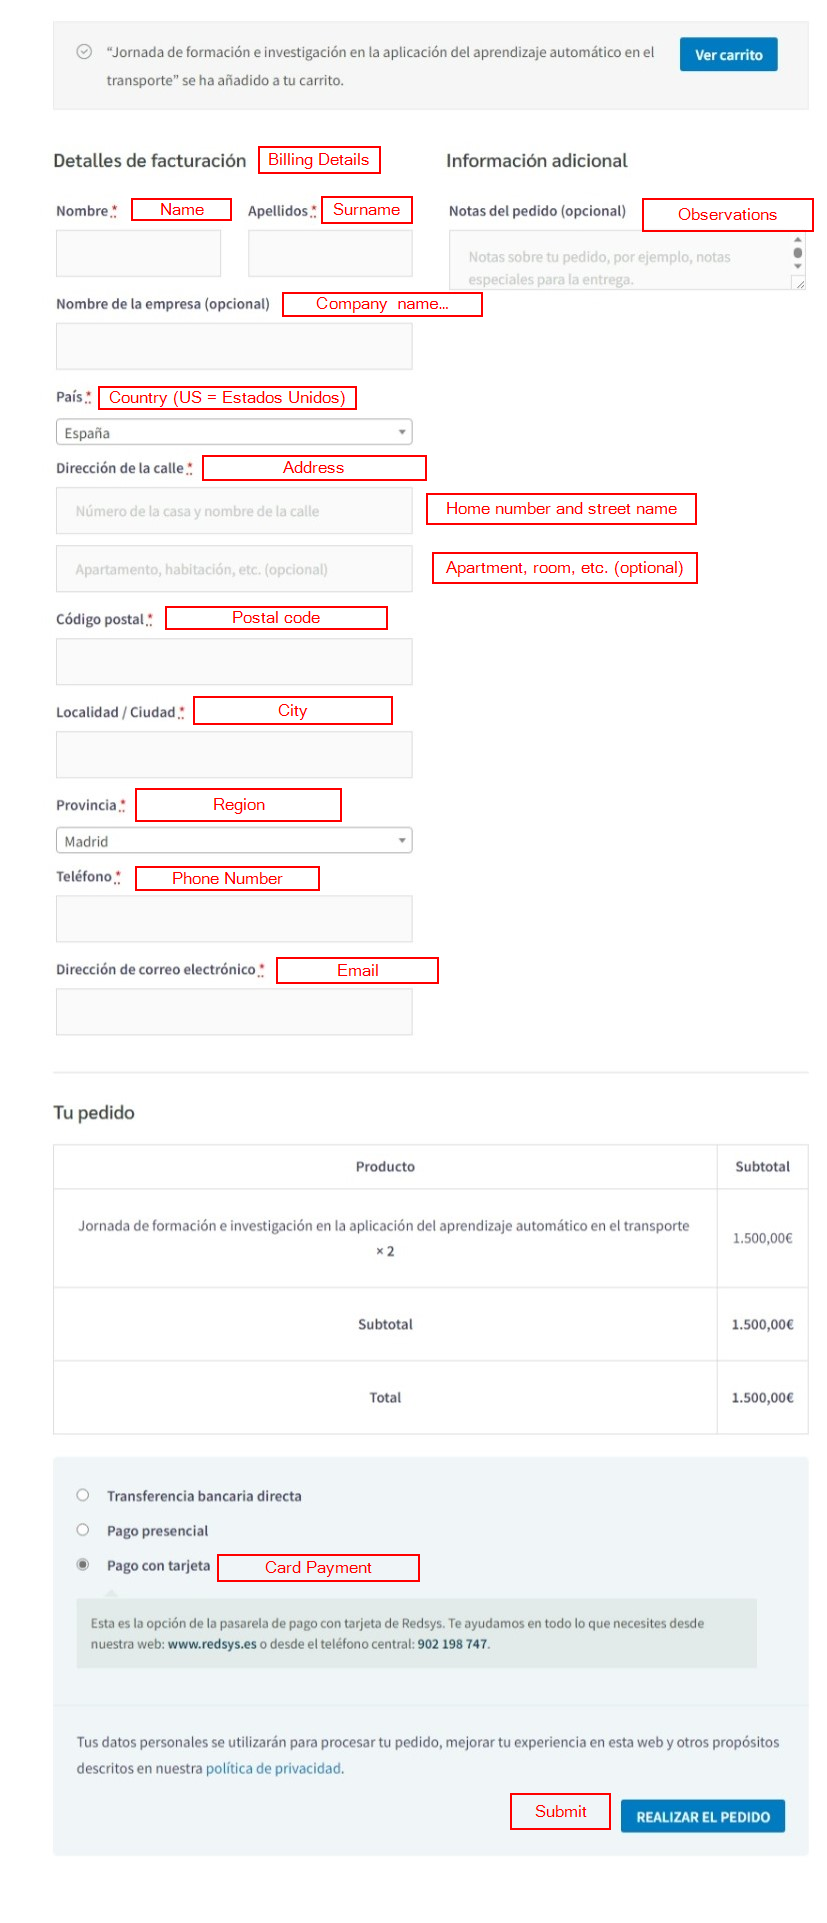 “Jornada de formación e investigación en la aplicación del aprendizaje automático en el
transporte” se ha añadido a tu carrito.
Ver carrito
Detalles de facturación
Billing Details
Nombre *
Name
Apellidos *
Surname
Nombre de la empresa (opcional)
Company name...
País *
Country (US = Estados Unidos)
España
Dirección de la calle *
Address
Número de la casa y nombre de la calle
Home number and street name
Apartamento, habitación, etc. (opcional)
Apartment, room, etc. (optional)
Código postal *
Postal code
Localidad / Ciudad *
City
Provincia *
Region
Madrid
Teléfono *
Phone Number
Dirección de correo electrónico *
Email
Información adicional
Notas del pedido (opcional)
Observations
Notas sobre tu pedido, por ejemplo, notas
especiales para la entrega.
Tu pedido
Producto
Subtotal
Jornada de formación e investigación en la aplicación del aprendizaje automático en el transporte
× 2
1.500,00€
Subtotal
1.500,00€
Total
1.500,00€
Transferencia bancaria directa
Pago presencial
Pago con tarjeta
Card Payment
Esta es la opción de la pasarela de pago con tarjeta de Redsys. Te ayudamos en todo lo que necesites desde
nuestra web: www.redsys.es o desde el teléfono central: 902 198 747.
Tus datos personales se utilizarán para procesar tu pedido, mejorar tu experiencia en esta web y otros propósitos
descritos en nuestra política de privacidad.
Submit
REALIZAR EL PEDIDO